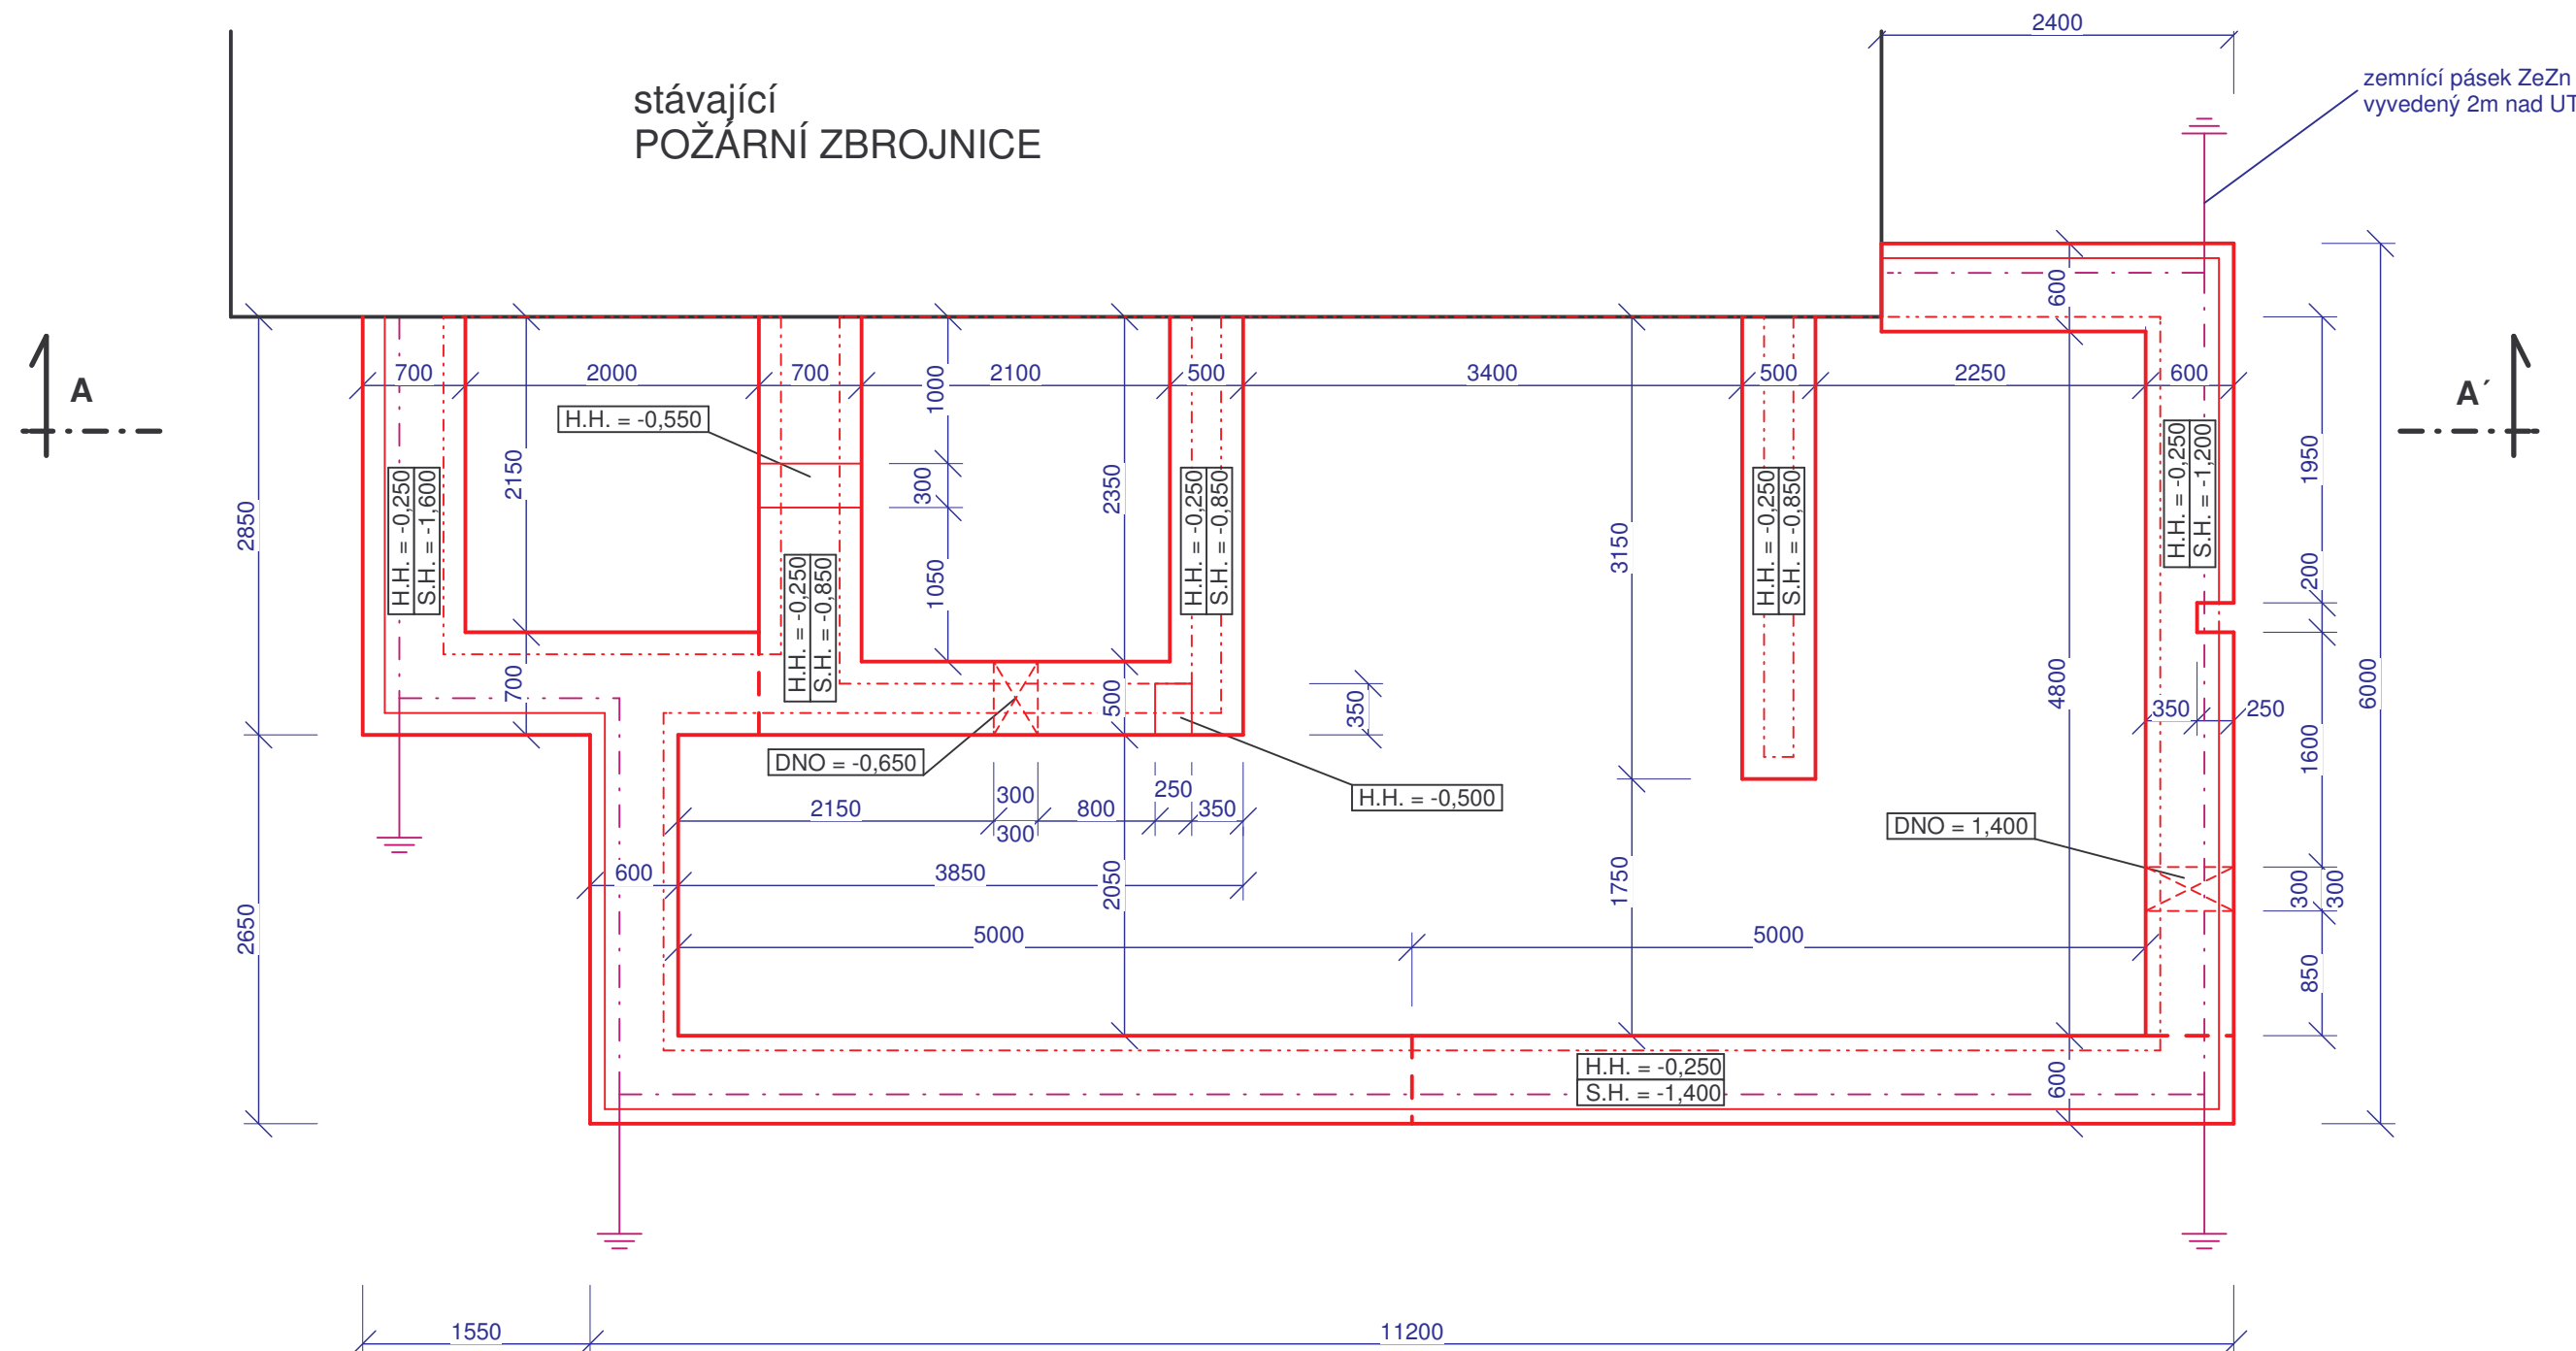 2400
zemnící pásek ZeZn
vyvedený 2m nad UT
stávající
POŽÁRNÍ ZBROJNICE
600
A
A´
700
2000
700
2100
500
3400
500
2250
600
1000
H.H. = -0,550
300
1050
2150
2350
2850
3150
1950
200
H.H. = -0,250
S.H. = -1,600
H.H. = -0,250
S.H. = -0,850
H.H. = -0,250
S.H. = -0,850
H.H. = -0,250
S.H. = -0,850
H.H. = -0,250
S.H. = -1,200
700
500
350
4800
6000
350
250
1600
DNO = -0,650
H.H. = -0,500
DNO = 1,400
2150
300
300
800
250
350
600
3850
2050
1750
300
300
2650
5000
5000
850
H.H. = -0,250
S.H. = -1,400
600
1550
11200